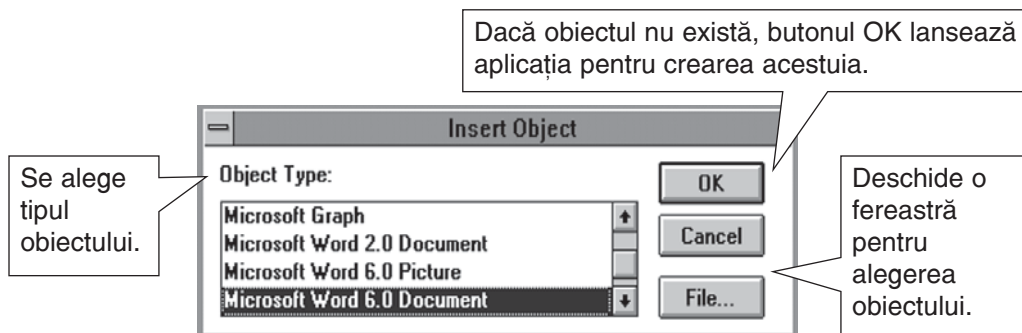 Dacă obiectul nu există, butonul OK lansează
aplicația pentru crearea acestuia.
Insert Object
Se alege
tipul
obiectului.
Object Type:
Microsoft Graph
Microsoft Word 2.0 Document
Microsoft Word 6.0 Picture
Microsoft Word 6.0 Document
OK
Cancel
File...
Deschide o
fereastră
pentru
alegerea
obiectului.